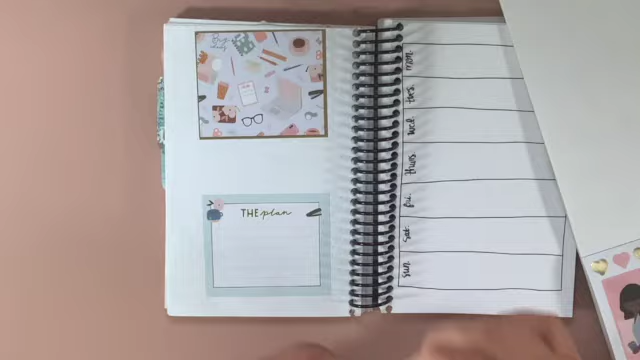 THE plan
mon.
tues.
wed.
thurs.
fri.
sat.
sun.